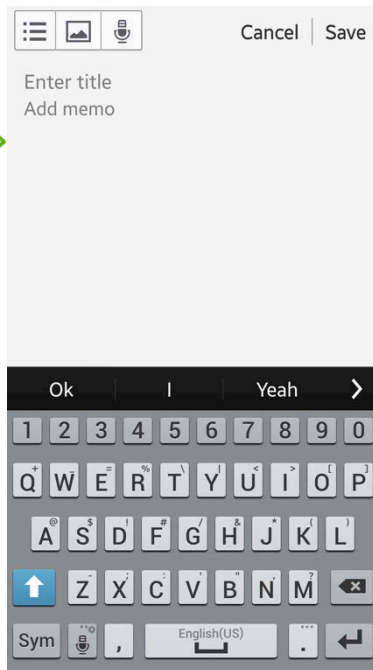 Cancel Save
Enter title
Add memo
Ok I Yeah
1 2 3 4 5 6 7 8 9 0
Q+ W- E= R% T\ Y| U< I> O[ P]
A@ S$ D! F# G/ H& J* K( L)
Z- X' C: V; B" N, M?
Sym , English(US) .